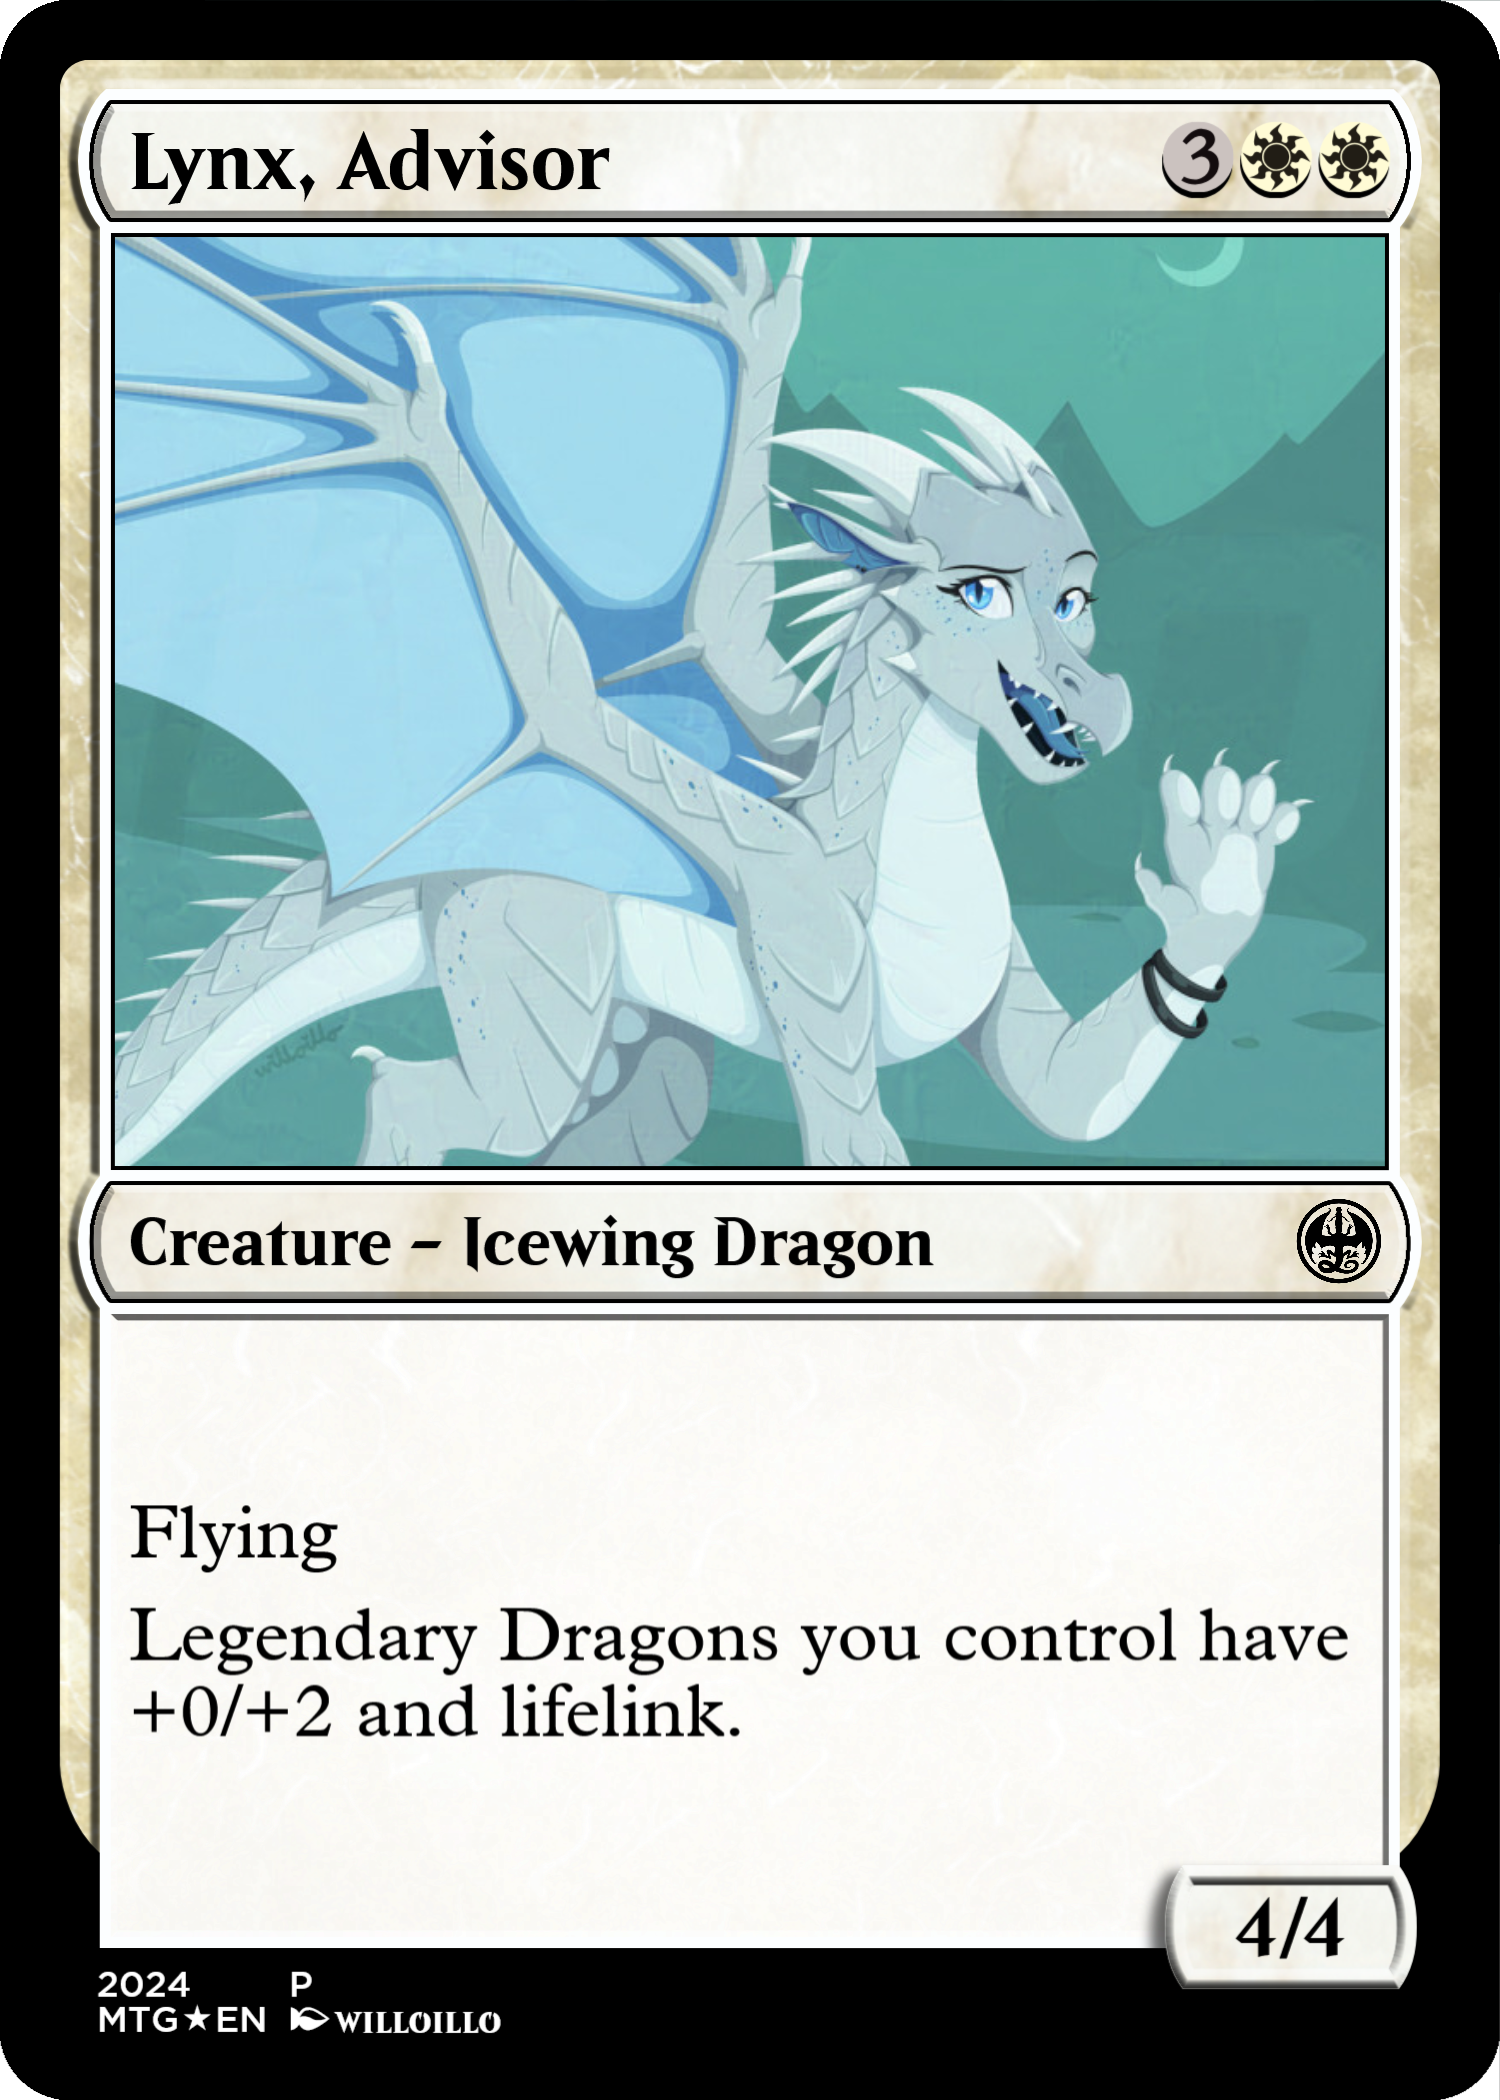 Lynx, Advisor 3
willoillo
Creature – Icewing Dragon
Flying
Legendary Dragons you control have
+0/+2 and lifelink.
4/4
2024 P
MTG★EN WILLOILLO